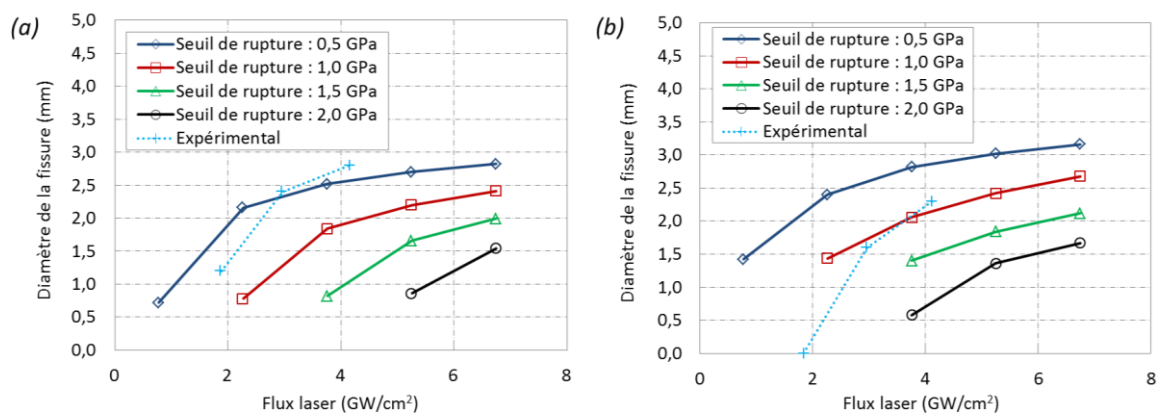 (a)
5,0
4,5
4,0
3,5
3,0
2,5
2,0
1,5
1,0
0,5
0,0
Diamètre de la fissure (mm)
Seuil de rupture : 0,5 GPa
Seuil de rupture : 1,0 GPa
Seuil de rupture : 1,5 GPa
Seuil de rupture : 2,0 GPa
Expérimental
0 2 4 6 8
Flux laser (GW/cm²)
(b)
5,0
4,5
4,0
3,5
3,0
2,5
2,0
1,5
1,0
0,5
0,0
Diamètre de la fissure (mm)
Seuil de rupture : 0,5 GPa
Seuil de rupture : 1,0 GPa
Seuil de rupture : 1,5 GPa
Seuil de rupture : 2,0 GPa
Expérimental
0 2 4 6 8
Flux laser (GW/cm²)